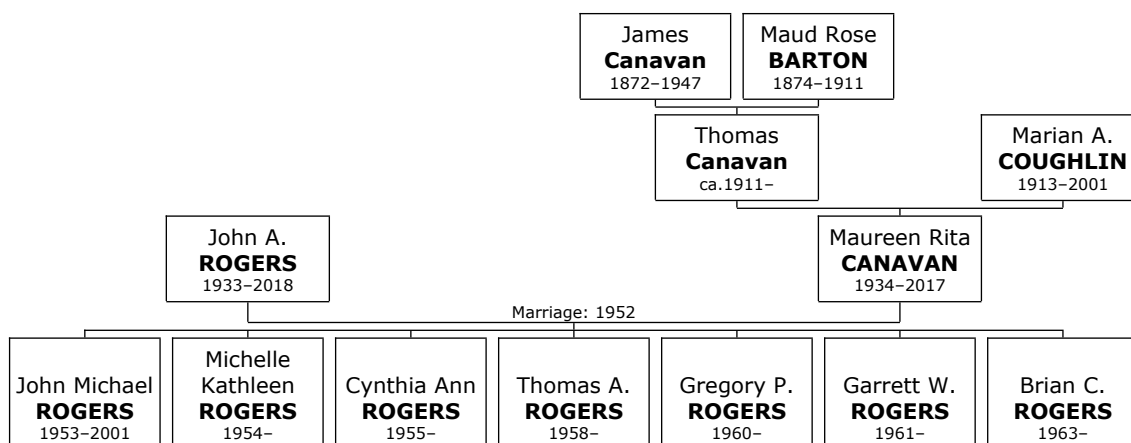 James
Canavan
1872–1947
Maud Rose
BARTON
1874–1911
Thomas
Canavan
ca.1911–
Marian A.
COUGHLIN
1913–2001
John A.
ROGERS
1933–2018
Maureen Rita
CANAVAN
1934–2017
Marriage: 1952
John Michael
ROGERS
1953–2001
Michelle
Kathleen
ROGERS
1954–
Cynthia Ann
ROGERS
1955–
Thomas A.
ROGERS
1958–
Gregory P.
ROGERS
1960–
Garrett W.
ROGERS
1961–
Brian C.
ROGERS
1963–